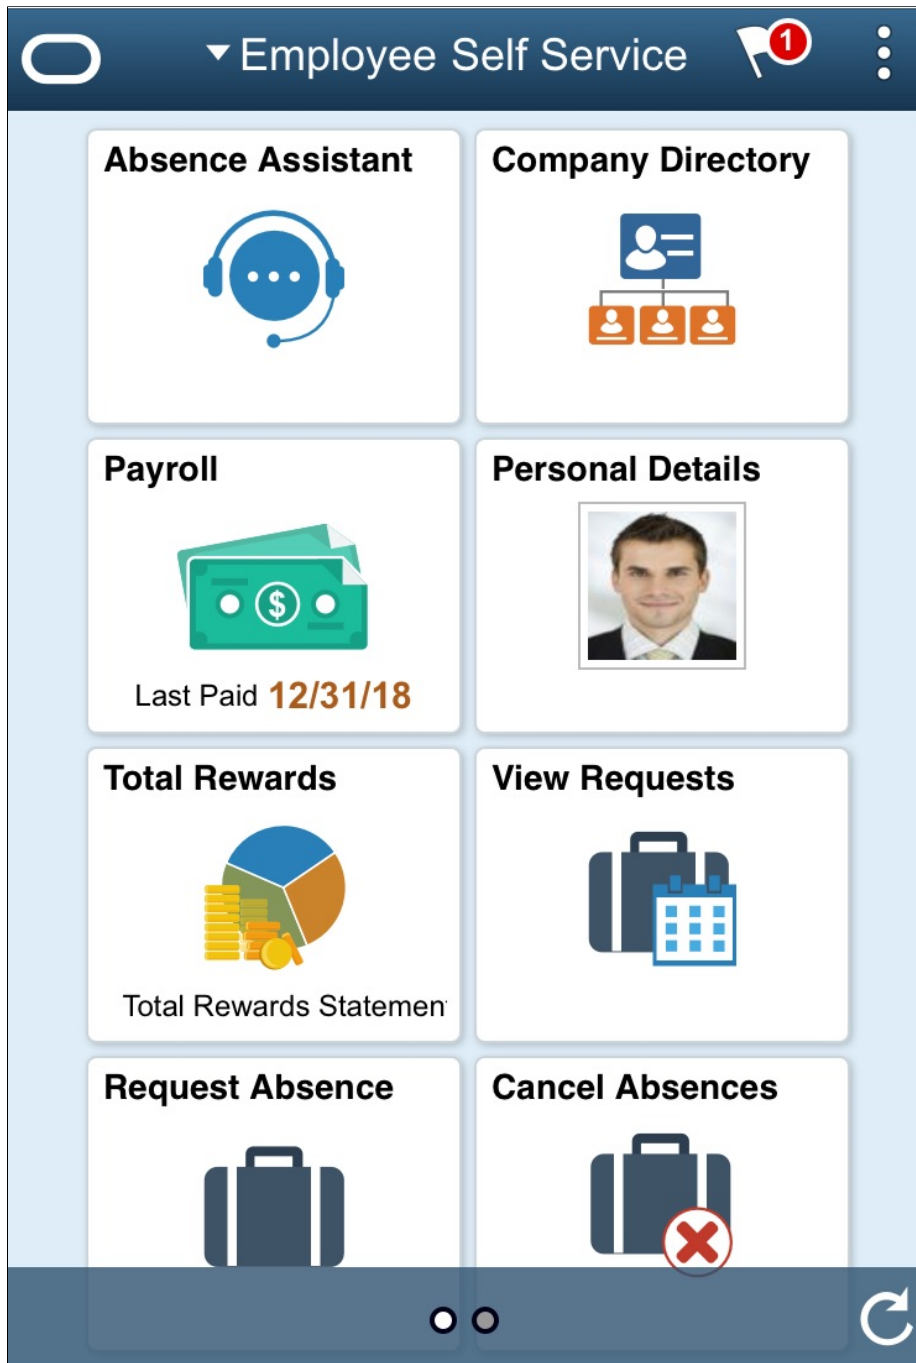 Employee Self Service
1
Absence Assistant
Company Directory
Payroll
$
Last Paid 12/31/18
Personal Details
Total Rewards
Total Rewards Statemen
View Requests
Request Absence
Cancel Absences